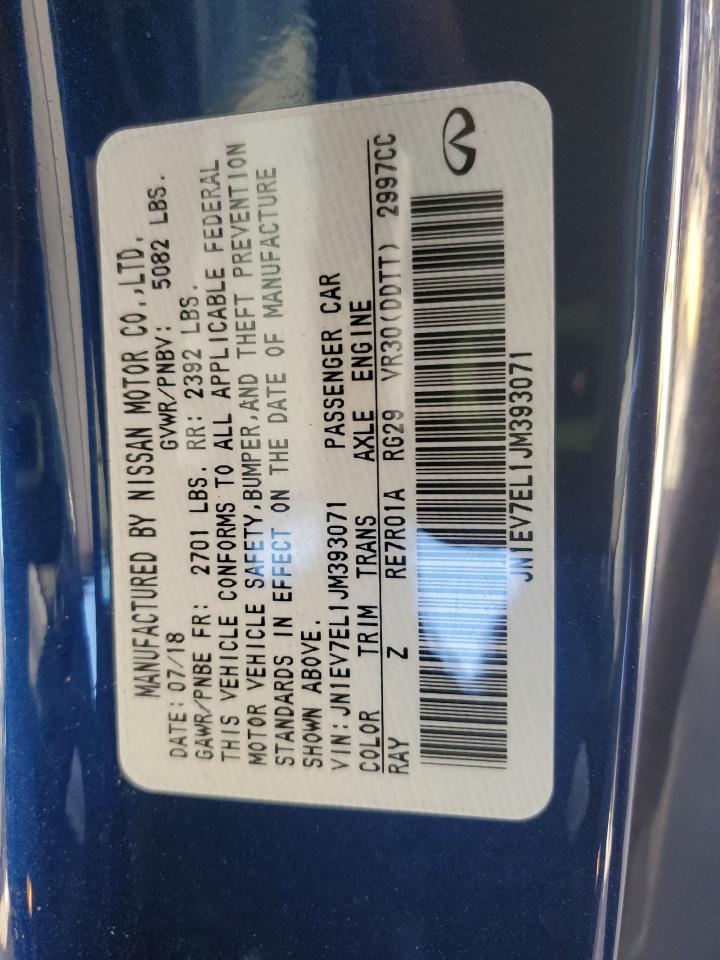 MANUFACTURED BY NISSAN MOTOR CO.,LTD.
DATE: 07/18 GVWR/PNBV: 5082 LBS.
GAWR/PNBE FR: 2701 LBS. RR: 2392 LBS.
THIS VEHICLE CONFORMS TO ALL APPLICABLE FEDERAL
MOTOR VEHICLE SAFETY,BUMPER,AND THEFT PREVENTION
STANDARDS IN EFFECT ON THE DATE OF MANUFACTURE
SHOWN ABOVE.
VIN:JN1EV7EL1JM393071 PASSENGER CAR
COLOR TRIM TRANS AXLE ENGINE
RAY Z RE7R01A RG29 VR30(DDTT) 2997CC
JN1EV7EL1JM393071